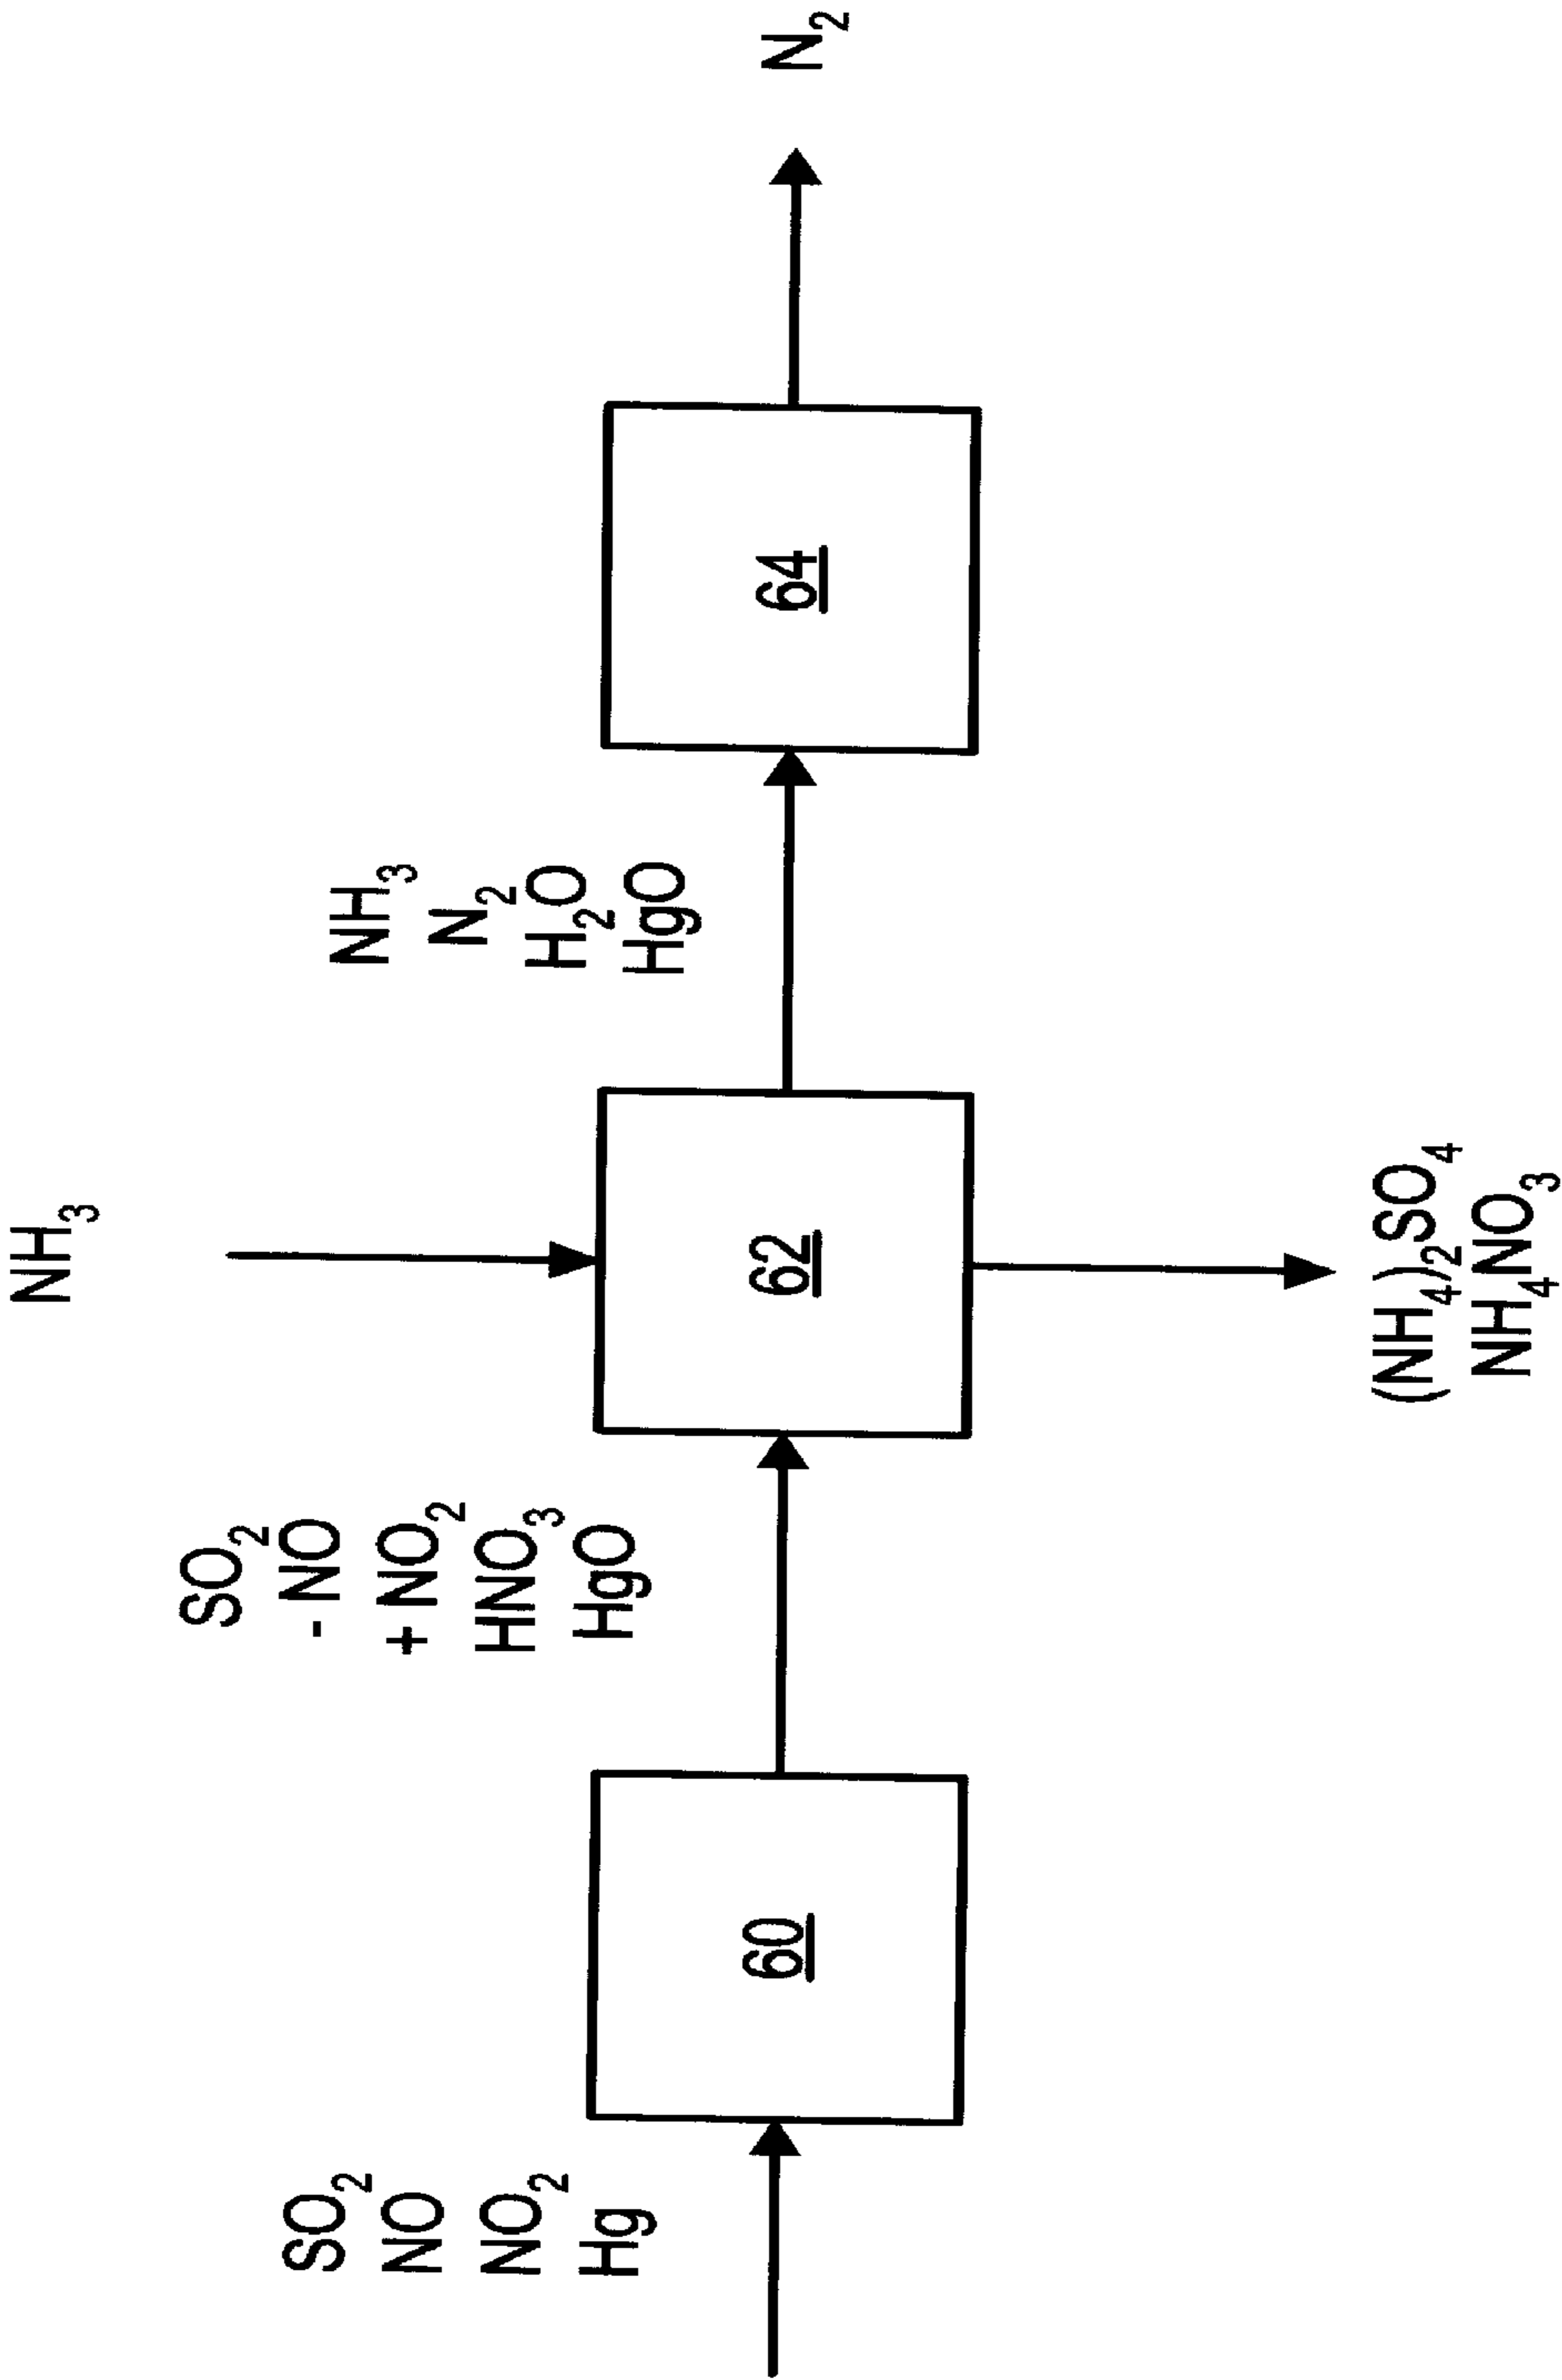 NH₃
SO₂
NO
NO₂
Hg
60
SO₂
- NO
+ NO₂
HNO₃
HgO
62
NH₃
N₂
H₂O
HgO
64
N₂
(NH₄)₂SO₄
NH₄NO₃